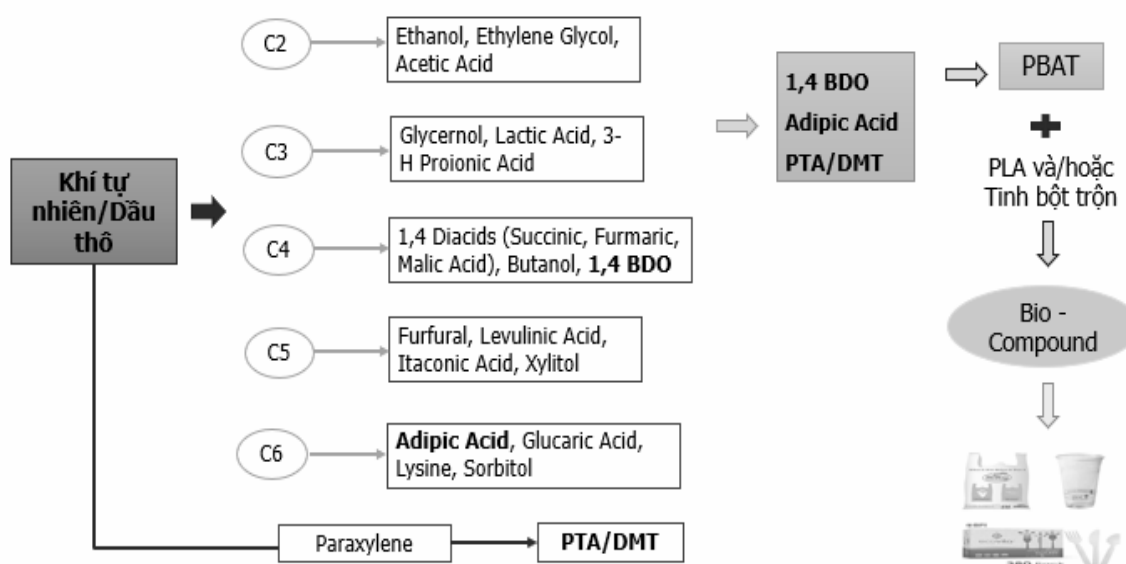 C2
Ethanol, Ethylene Glycol,
Acetic Acid
C3
Glycernol, Lactic Acid, 3-
H Proionic Acid
Khí tự
nhiên/Dầu
thô
C4
1,4 Diacids (Succinic, Furmaric,
Malic Acid), Butanol, 1,4 BDO
C5
Furfural, Levulinic Acid,
Itaconic Acid, Xylitol
C6
Adipic Acid, Glucaric Acid,
Lysine, Sorbitol
Paraxylene
PTA/DMT
1,4 BDO
Adipic Acid
PTA/DMT
PBAT
PLA và/hoặc
Tinh bột trộn
Bio -
Compound